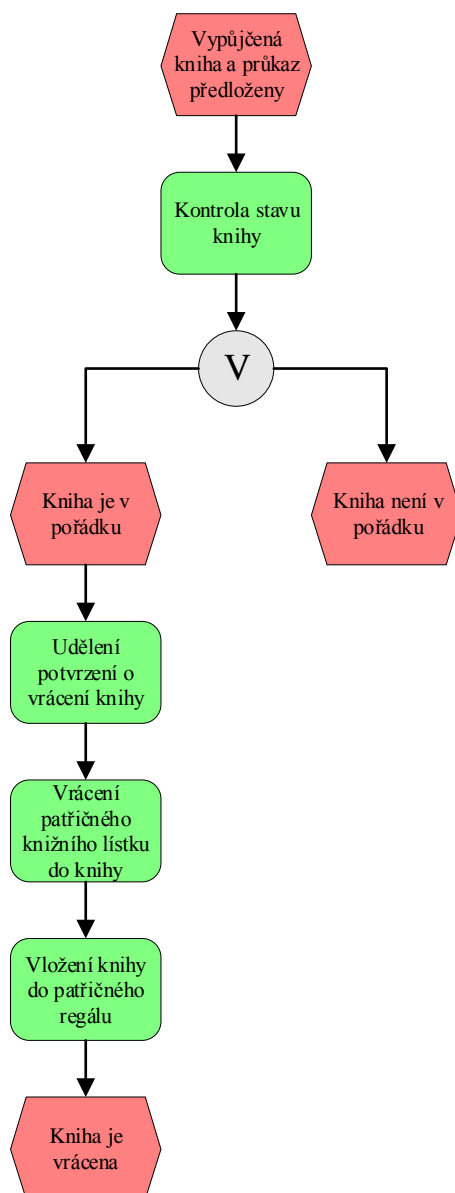 Vypůjčená
kniha a průkaz
předloženy
Kontrola stavu
knihy
V
Kniha je v
pořádku
Kniha není v
pořádku
Udělení
potvrzení o
vrácení knihy
Vrácení
patřičného
knižního lístku
do knihy
Vložení knihy
do patřičného
regálu
Kniha je
vrácena